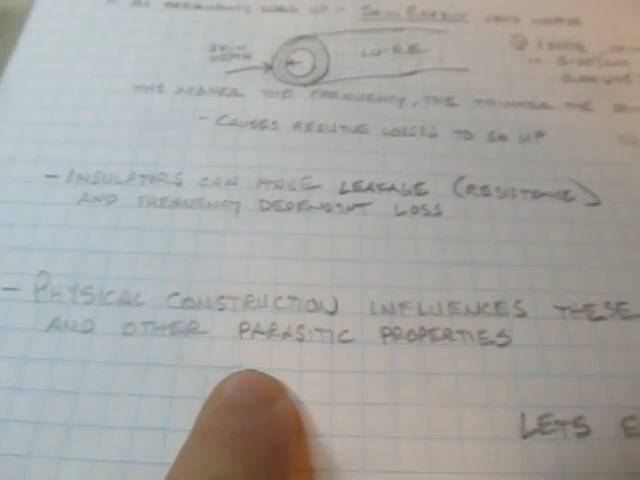 - AS FREQUENCY GOES UP - SKIN EFFECT GETS WORSE
SKIN
DEPTH
WIRE
THE HIGHER THE FREQUENCY, THE THINNER THE
- CAUSES RESISTIVE LOSSES TO GO UP
- INSULATORS CAN HAVE LEAKAGE (RESISTANCE)
AND FREQUENCY DEPENDENT LOSS
- PHYSICAL CONSTRUCTION INFLUENCES THESE
AND OTHER PARASITIC PROPERTIES
LETS E